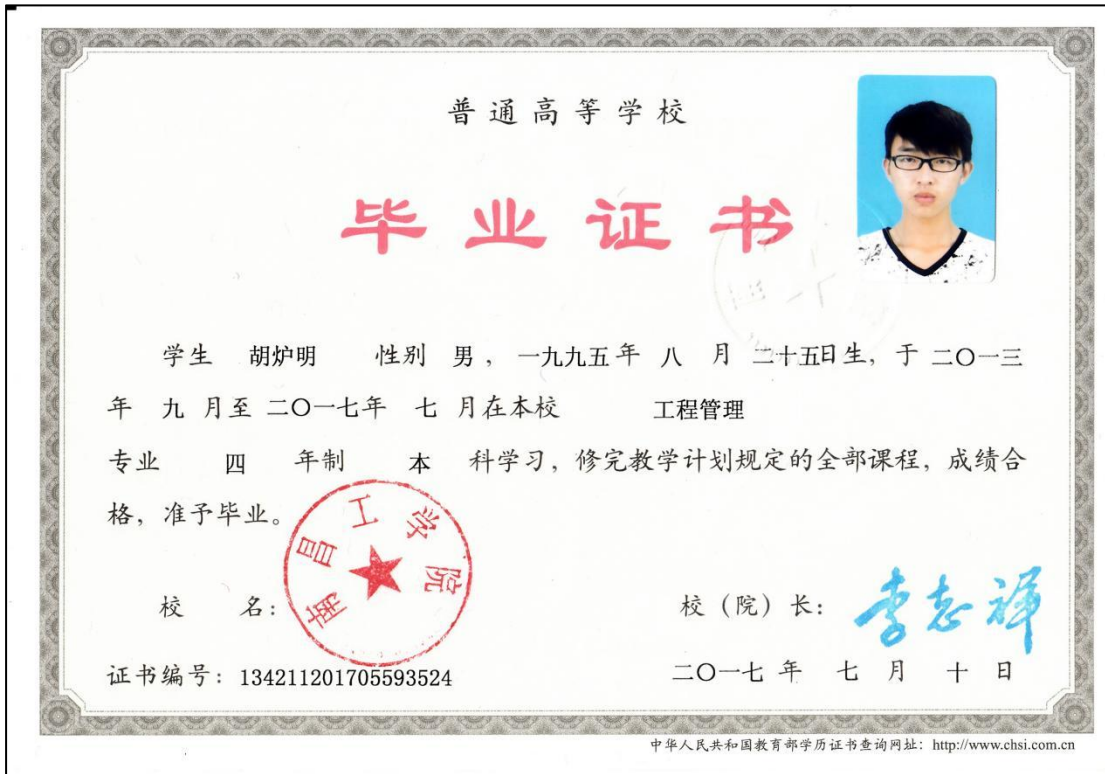 普通高等学校
毕业证书
学生 胡炉明 性别 男，一九九五年 八 月 二十五日生，于 二〇一三
年 九 月至 二〇一七年 七 月在本校 工程管理
专业 四 年制 本 科学习，修完教学计划规定的全部课程，成绩合
格，准予毕业。
南昌工学院
校 名：
校（院）长：李志祥
证书编号：134211201705593524
二〇一七 年 七 月 十 日
中华人民共和国教育部学历证书查询网址：http://www.chsi.com.cn